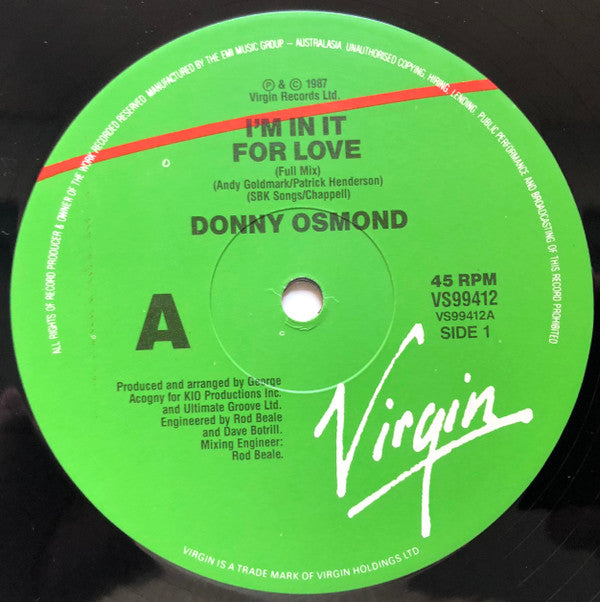 ALL RIGHTS OF RECORD PRODUCER & OWNER OF THE WORK RECORDED RESERVED MANUFACTURED BY THE EMI MUSIC GROUP – AUSTRALASIA UNAUTHORISED COPYING, HIRING, LENDING, PUBLIC PERFORMANCE AND BROADCASTING OF THIS RECORD PROHIBITED
℗ & © 1987
Virgin Records Ltd.
I'M IN IT
FOR LOVE
(Full Mix)
(Andy Goldmark/Patrick Henderson)
(SBK Songs/Chappell)
DONNY OSMOND
A
45 RPM
VS99412
VS99412A
SIDE 1
Produced and arranged by George
Acogny for KIO Productions Inc.
and Ultimate Groove Ltd.
Engineered by Rod Beale
and Dave Botrill.
Mixing Engineer:
Rod Beale.
Virgin
VIRGIN IS A TRADE MARK OF VIRGIN HOLDINGS LTD